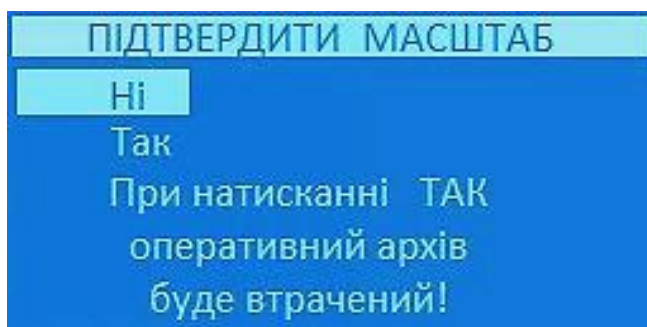 ПІДТВЕРДИТИ МАСШТАБ
Ні
Так
При натисканні ТАК
оперативний архів
буде втрачений!